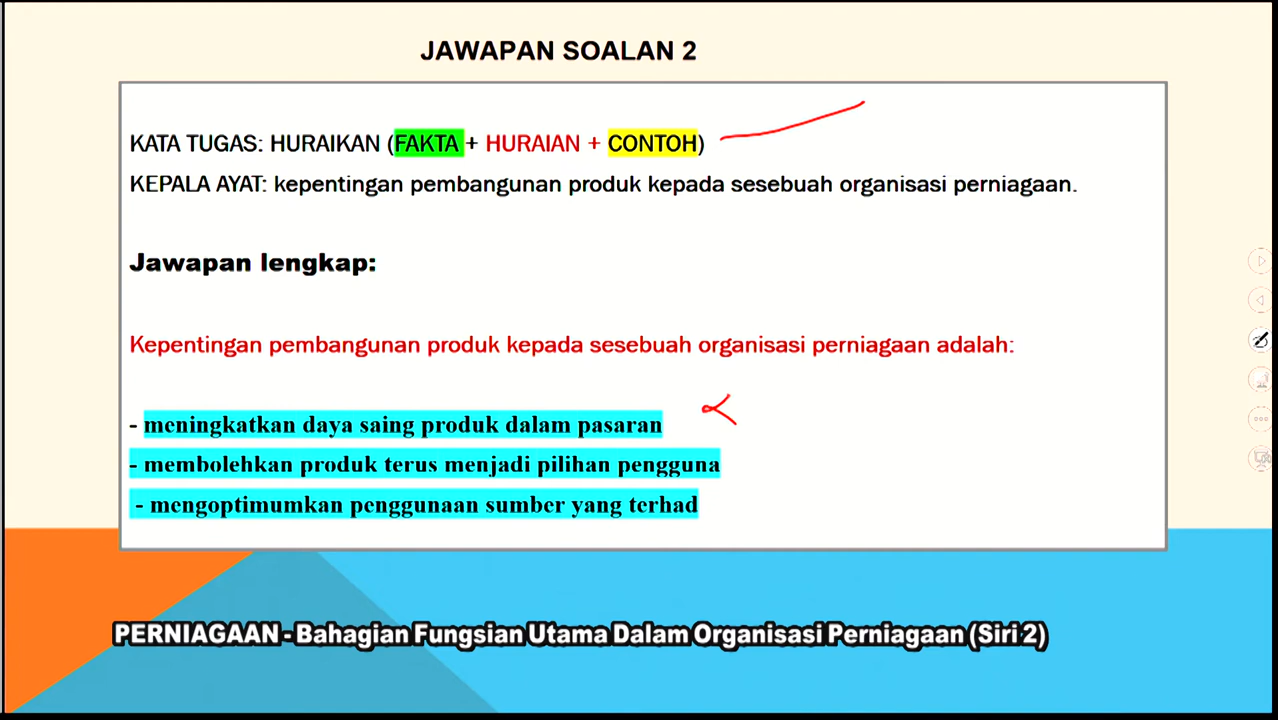 JAWAPAN SOALAN 2
KATA TUGAS: HURAIKAN (FAKTA + HURAIAN + CONTOH)
KEPALA AYAT: kepentingan pembangunan produk kepada sesebuah organisasi perniagaan.
Jawapan lengkap:
Kepentingan pembangunan produk kepada sesebuah organisasi perniagaan adalah:
- meningkatkan daya saing produk dalam pasaran
- membolehkan produk terus menjadi pilihan pengguna
- mengoptimumkan penggunaan sumber yang terhad
PERNIAGAAN - Bahagian Fungsian Utama Dalam Organisasi Perniagaan (Siri 2)